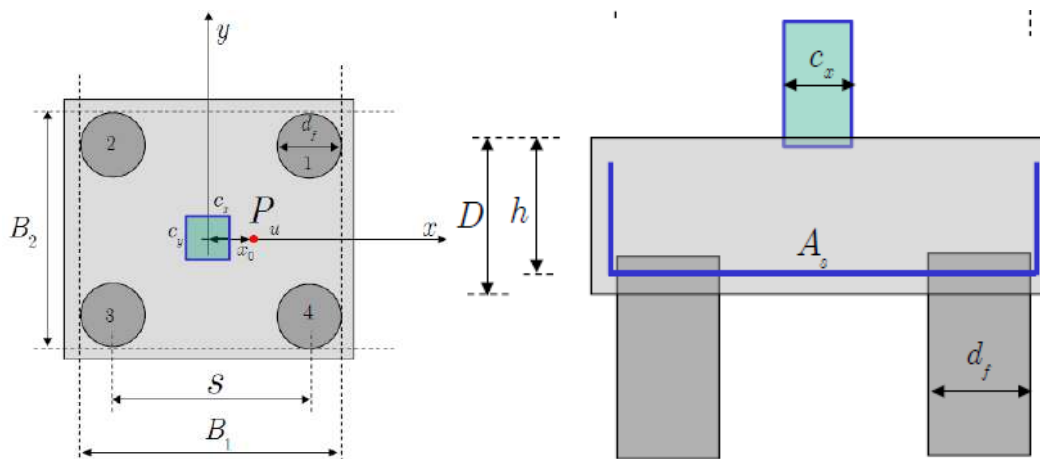 y
2
d_f
1
c_x
P_u
c_y
x_0
x
B_2
3
4
s
B_1
c_x
D
h
A_s
d_f